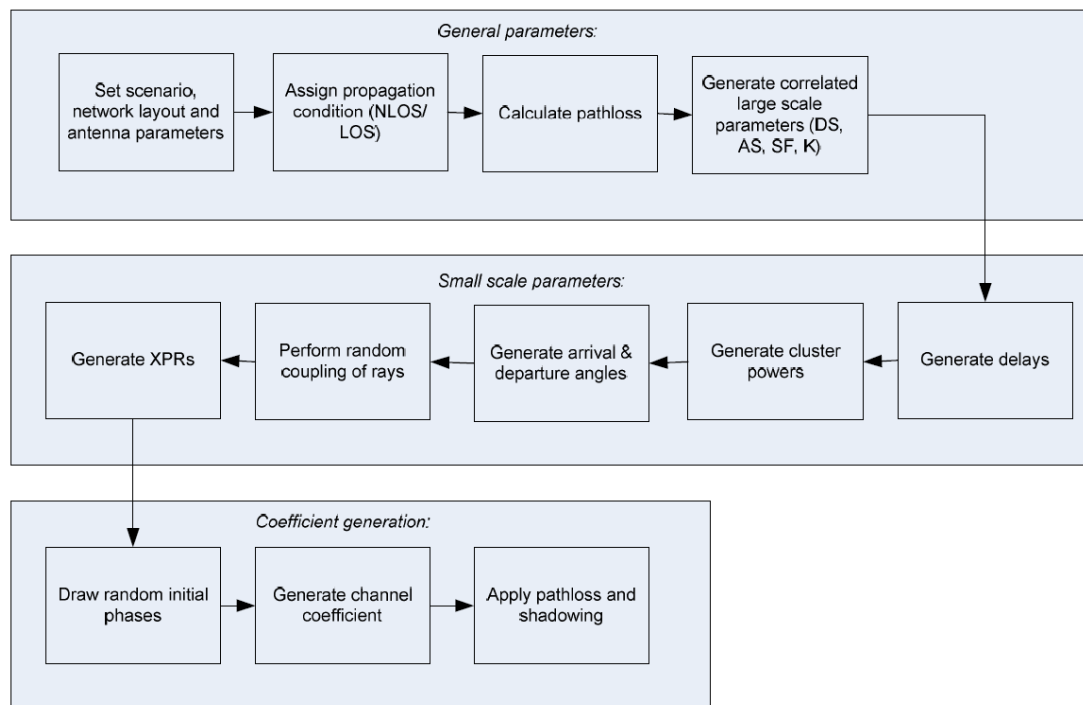 General parameters:
Set scenario,
network layout and
antenna parameters
Assign propagation
condition (NLOS/
LOS)
Calculate pathloss
Generate correlated
large scale
parameters (DS,
AS, SF, K)
Small scale parameters:
Generate XPRs
Perform random
coupling of rays
Generate arrival &
departure angles
Generate cluster
powers
Generate delays
Coefficient generation:
Draw random initial
phases
Generate channel
coefficient
Apply pathloss and
shadowing